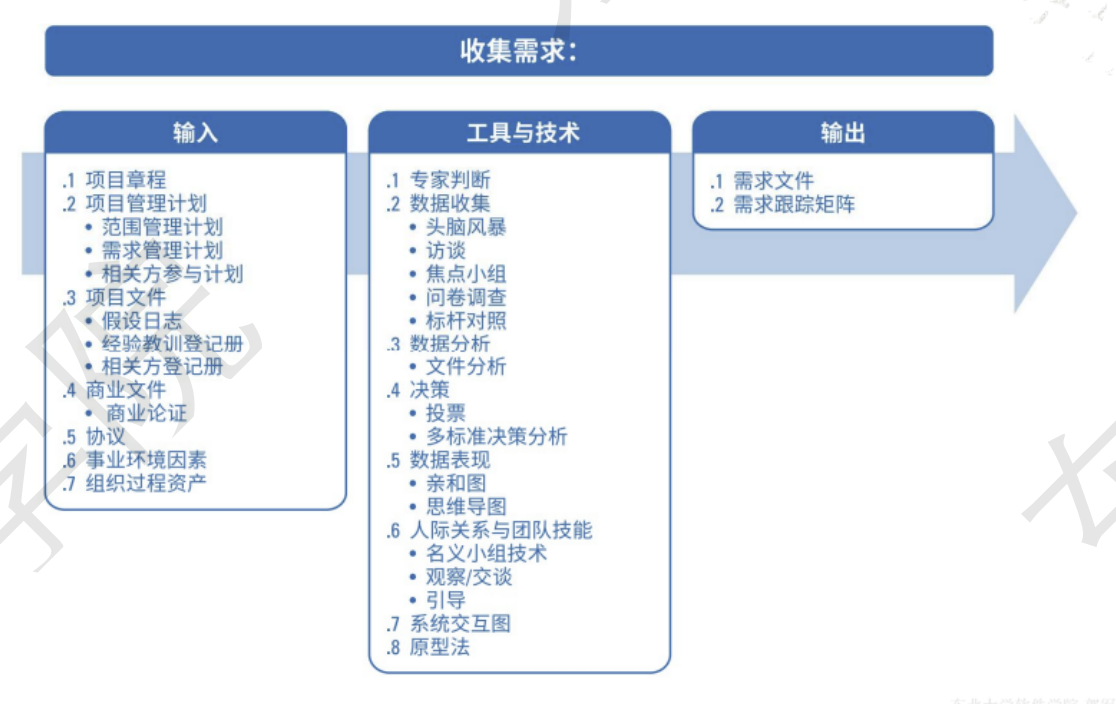 收集需求：
输入
.1 项目章程
.2 项目管理计划
• 范围管理计划
• 需求管理计划
• 相关方参与计划
.3 项目文件
• 假设日志
• 经验教训登记册
• 相关方登记册
.4 商业文件
• 商业论证
.5 协议
.6 事业环境因素
.7 组织过程资产
工具与技术
.1 专家判断
.2 数据收集
• 头脑风暴
• 访谈
• 焦点小组
• 问卷调查
• 标杆对照
.3 数据分析
• 文件分析
.4 决策
• 投票
• 多标准决策分析
.5 数据表现
• 亲和图
• 思维导图
.6 人际关系与团队技能
• 名义小组技术
• 观察/交谈
• 引导
.7 系统交互图
.8 原型法
输出
.1 需求文件
.2 需求跟踪矩阵
学院